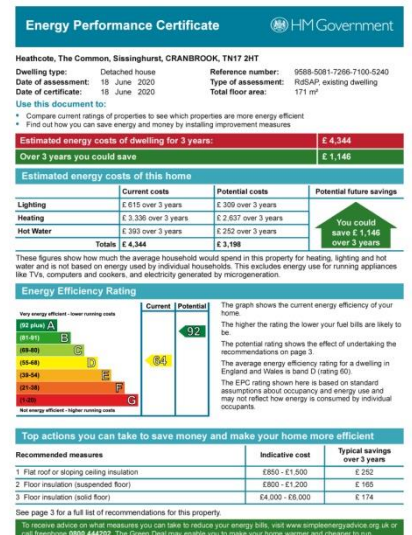 Energy Performance Certificate
HM Government
Heathcote, The Common, Sissinghurst, CRANBROOK, TN17 2HT
Dwelling type: Detached house
Date of assessment: 18 June 2020
Date of certificate: 18 June 2020
Reference number: 9588-5081-7266-7100-5240
Type of assessment: RdSAP, existing dwelling
Total floor area: 171 m²
Use this document to:
• Compare current ratings of properties to see which properties are more energy efficient
• Find out how you can save energy and money by installing improvement measures
Estimated energy costs of dwelling for 3 years: £ 4,344
Over 3 years you could save £ 1,146
Estimated energy costs of this home
Current costs Potential costs Potential future savings
Lighting £ 615 over 3 years £ 309 over 3 years
Heating £ 3,336 over 3 years £ 2,637 over 3 years
Hot Water £ 393 over 3 years £ 252 over 3 years
Totals £ 4,344 £ 3,198
You could
save £ 1,146
over 3 years
These figures show how much the average household would spend in this property for heating, lighting and hot
water and is not based on energy used by individual households. This excludes energy use for running appliances
like TVs, computers and cookers, and electricity generated by microgeneration.
Energy Efficiency Rating
Current Potential
Very energy efficient - lower running costs
(92 plus) A
(81-91) B
(69-80) C
(55-68) D
(39-54) E
(21-38) F
(1-20) G
Not energy efficient - higher running costs
64
92
The graph shows the current energy efficiency of your
home.
The higher the rating the lower your fuel bills are likely to
be.
The potential rating shows the effect of undertaking the
recommendations on page 3.
The average energy efficiency rating for a dwelling in
England and Wales is band D (rating 60).
The EPC rating shown here is based on standard
assumptions about occupancy and energy use and
may not reflect how energy is consumed by individual
occupants.
Top actions you can take to save money and make your home more efficient
Recommended measures Indicative cost Typical savings
over 3 years
1 Flat roof or sloping ceiling insulation £850 - £1,500 £ 252
2 Floor insulation (suspended floor) £800 - £1,200 £ 165
3 Floor insulation (solid floor) £4,000 - £6,000 £ 174
See page 3 for a full list of recommendations for this property.
To receive advice on what measures you can take to reduce your energy bills, visit www.simpleenergyadvice.org.uk or
call freephone 0800 444202. The Green Deal may enable you to make your home warmer and cheaper to run.